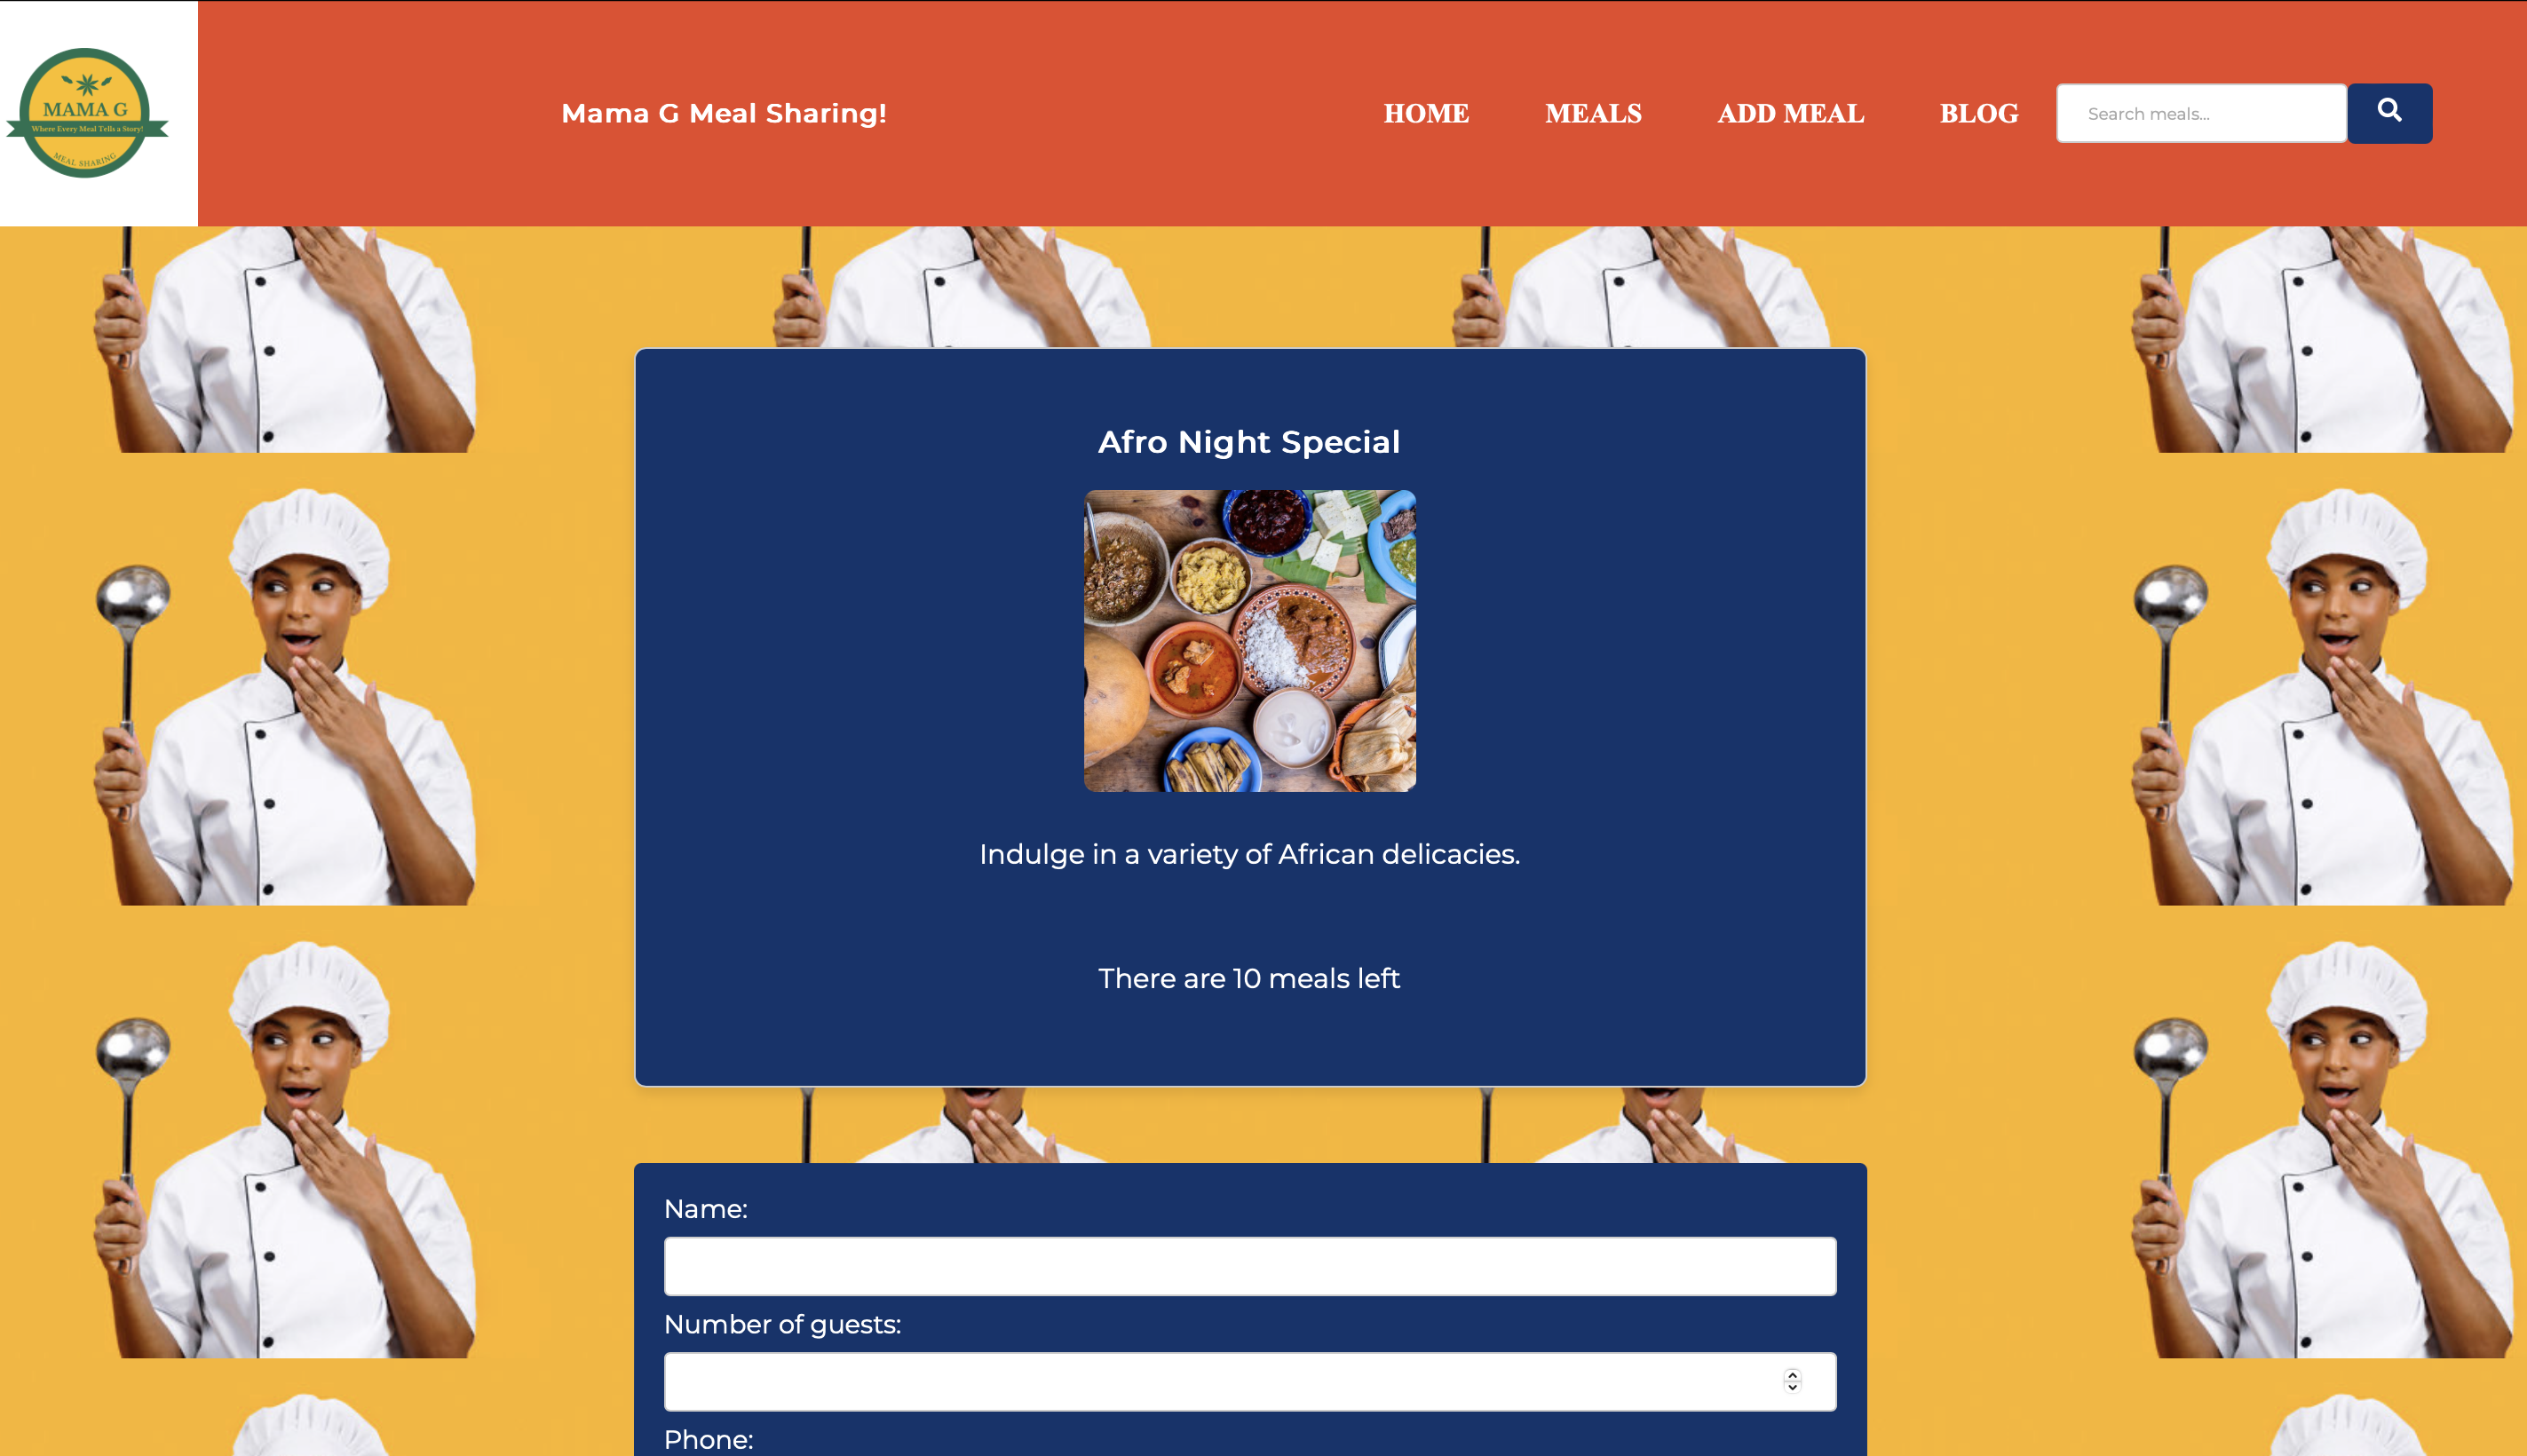 MAMA G
Where Every Meal Tells a Story!
MEAL SHARING
Mama G Meal Sharing!
HOME
MEALS
ADD MEAL
BLOG
Search meals...
Afro Night Special
Indulge in a variety of African delicacies.
There are 10 meals left
Name:
Number of guests:
Phone: